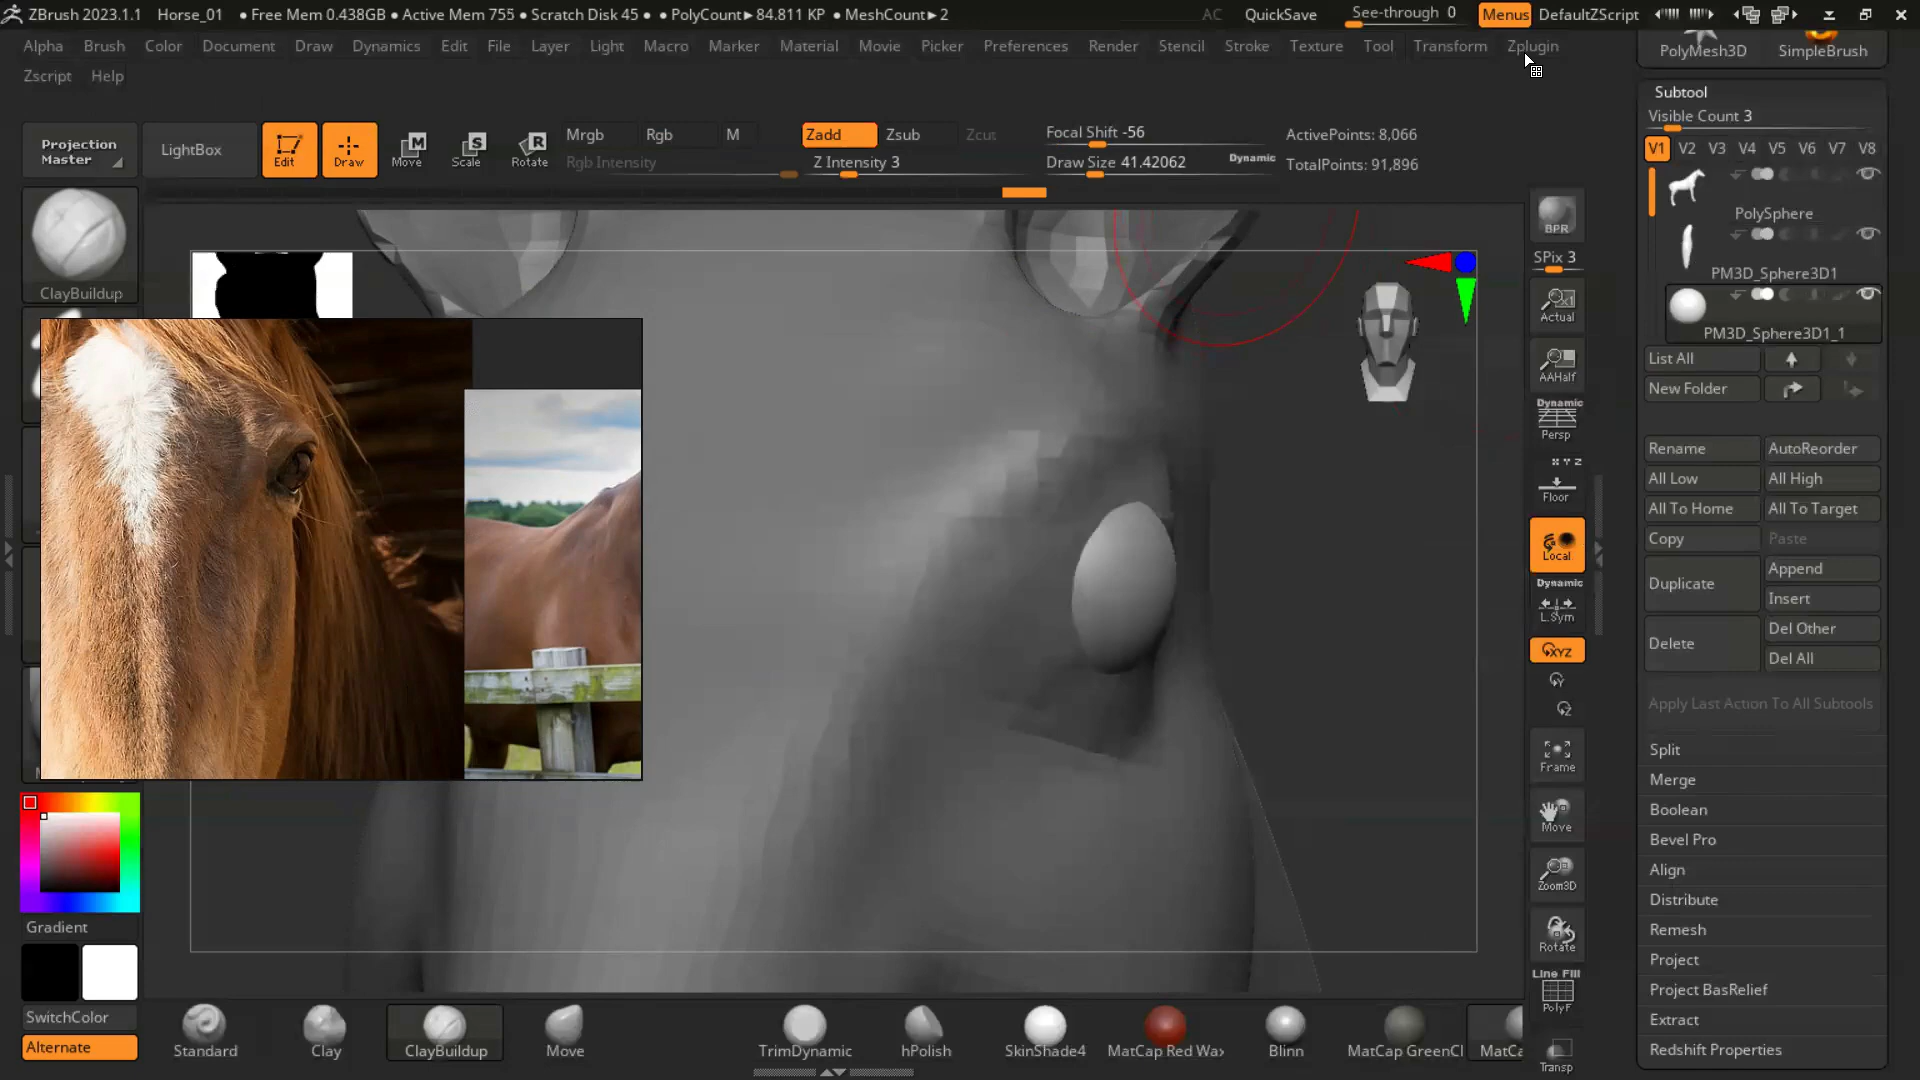 ZBrush 2023.1.1 Horse_01 ● Free Mem 0.438GB ● Active Mem 755 ● Scratch Disk 45 ● ● PolyCount► 84.811 KP ● MeshCount► 2 AC QuickSave See-through 0 Menus DefaultZScript
Alpha Brush Color Document Draw Dynamics Edit File Layer Light Macro Marker Material Movie Picker Preferences Render Stencil Stroke Texture Tool Transform Zplugin
Zscript Help
PolyMesh3D SimpleBrush
Projection Master
LightBox
Edit
Draw
Move
Scale
Rotate
Mrgb Rgb M
Rgb Intensity
Zadd Zsub Zcut
Z Intensity 3
Focal Shift -56
Draw Size 41.42062 Dynamic
ActivePoints: 8,066
TotalPoints: 91,896
ClayBuildup
Gradient
SwitchColor
Alternate
BPR
SPix 3
Actual
AAHalf
Dynamic
Persp
X Y Z
Floor
Local
Dynamic
L.Sym
XYZ
Y
Z
Frame
Move
Zoom3D
Rotate
Line Fill
PolyF
Transp
Subtool
Visible Count 3
V1 V2 V3 V4 V5 V6 V7 V8
PolySphere
PM3D_Sphere3D1
PM3D_Sphere3D1_1
List All
New Folder
Rename AutoReorder
All Low All High
All To Home All To Target
Copy Paste
Duplicate Append
Insert
Delete Del Other
Del All
Apply Last Action To All Subtools
Split
Merge
Boolean
Bevel Pro
Align
Distribute
Remesh
Project
Project BasRelief
Extract
Redshift Properties
Standard Clay ClayBuildup Move TrimDynamic hPolish SkinShade4 MatCap Red Wax Blinn MatCap GreenCl MatCa